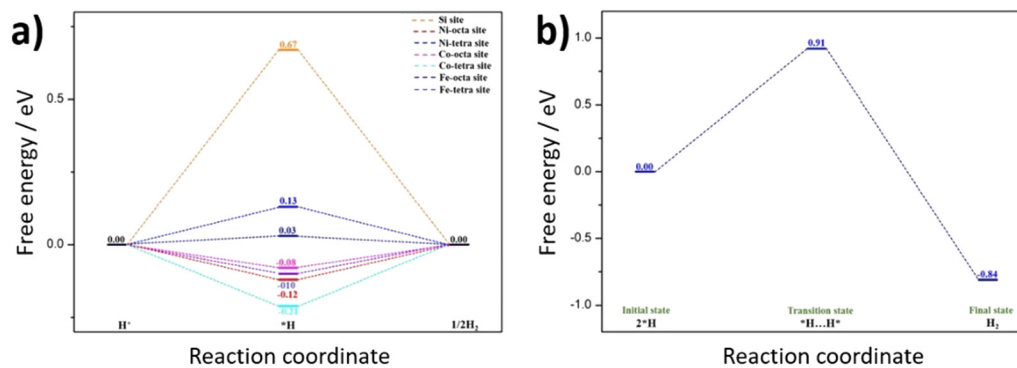 a)
Free energy / eV
0.5
0.0
0.67
0.13
0.03
0.00
0.00
-0.08
-010
-0.12
-0.21
Si site
Ni-octa site
Ni-tetra site
Co-octa site
Co-tetra site
Fe-octa site
Fe-tetra site
H⁺
*H
1/2H₂
Reaction coordinate
b)
Free energy / eV
1.0
0.5
0.0
-0.5
-1.0
0.91
0.00
-0.84
Initial state
Transition state
Final state
2*H
*H...H*
H₂
Reaction coordinate